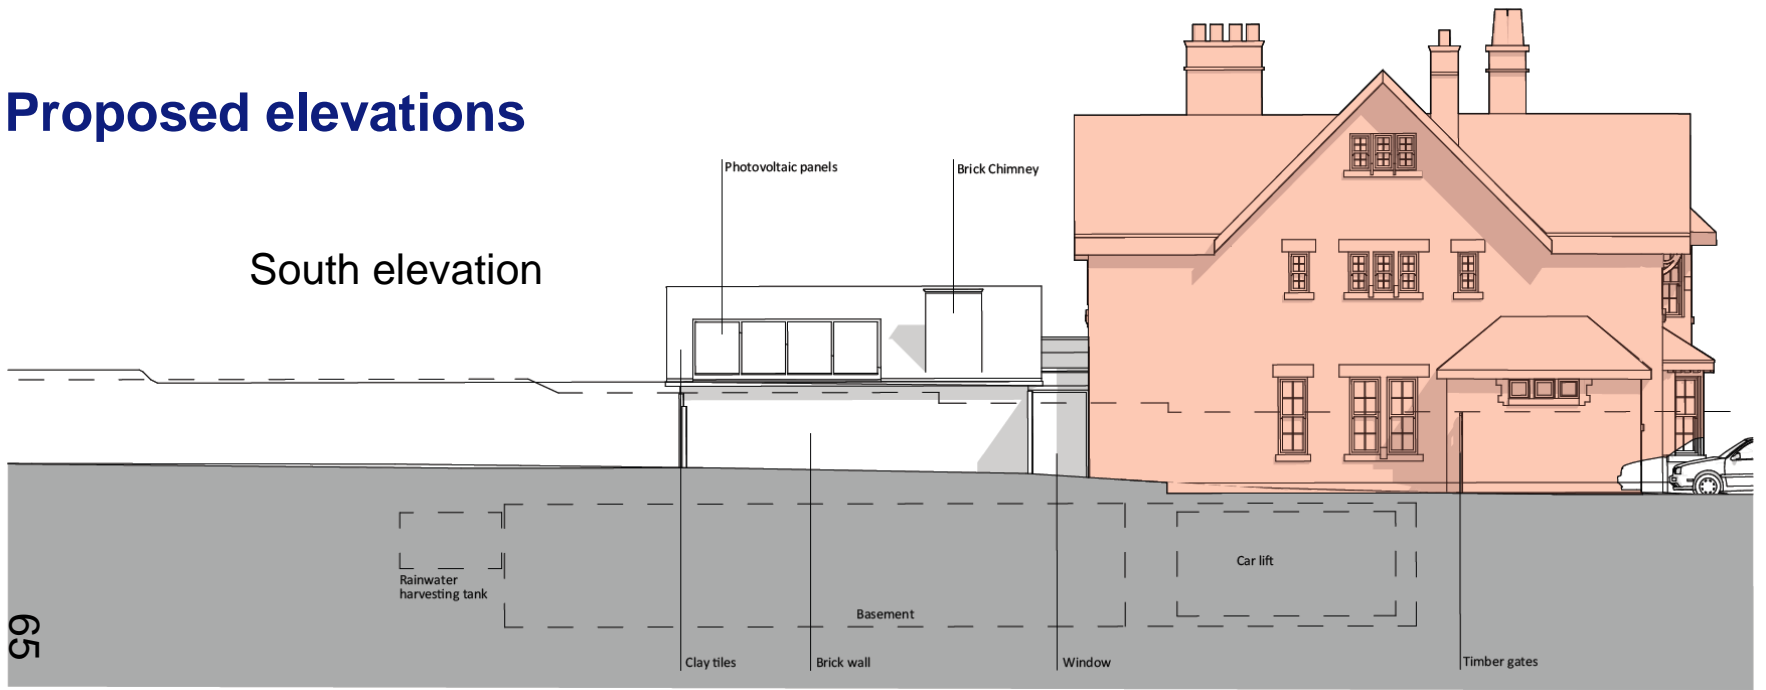 Proposed elevations
South elevation
Photovoltaic panels
Brick Chimney
Rainwater
harvesting tank
Basement
Car lift
Clay tiles
Brick wall
Window
Timber gates
65